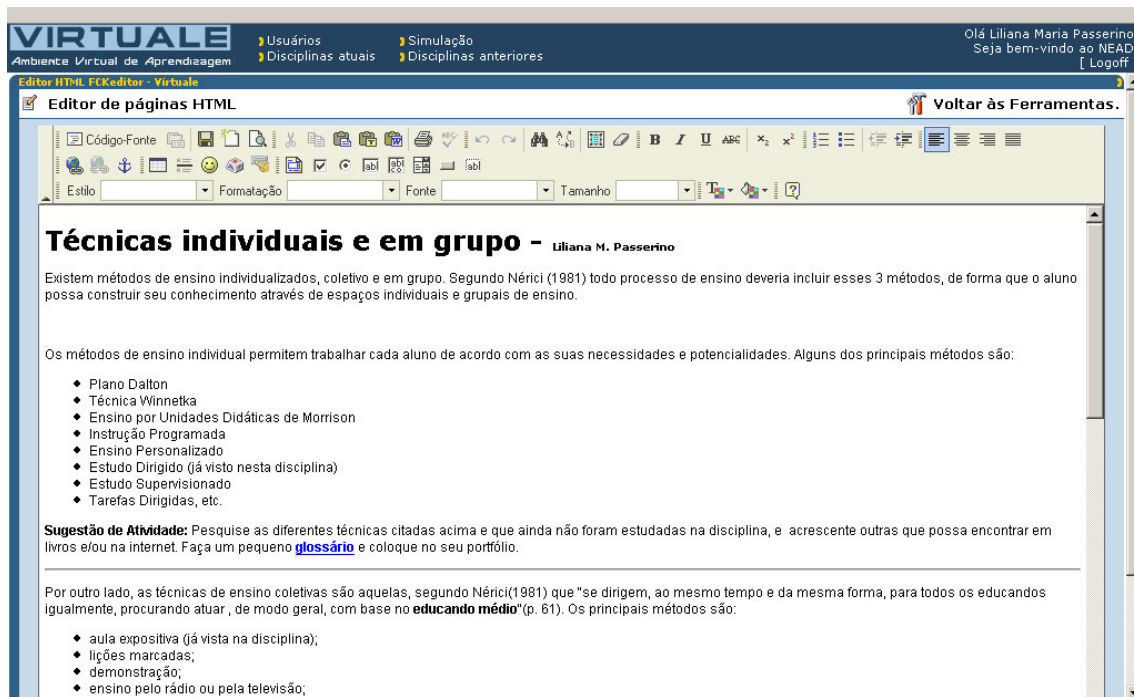 VIRTUALE
Ambiente Virtual de Aprendizagem
Usuários
Disciplinas atuais
Simulação
Disciplinas anteriores
Olá Liliana Maria Passerino
Seja bem-vindo ao NEAD
[ Logoff
Editor HTML FCKeditor - Virtuale
Editor de páginas HTML
Voltar às Ferramentas.
Código-Fonte
B I U ABC x₂ x²
Estilo Formatação Fonte Tamanho
Técnicas individuais e em grupo - Liliana M. Passerino
Existem métodos de ensino individualizados, coletivo e em grupo. Segundo Nérici (1981) todo processo de ensino deveria incluir esses 3 métodos, de forma que o aluno
possa construir seu conhecimento através de espaços individuais e grupais de ensino.
Os métodos de ensino individual permitem trabalhar cada aluno de acordo com as suas necessidades e potencialidades. Alguns dos principais métodos são:
Plano Dalton
Técnica Winnetka
Ensino por Unidades Didáticas de Morrison
Instrução Programada
Ensino Personalizado
Estudo Dirigido (já visto nesta disciplina)
Estudo Supervisionado
Tarefas Dirigidas, etc.
Sugestão de Atividade: Pesquise as diferentes técnicas citadas acima e que ainda não foram estudadas na disciplina, e acrescente outras que possa encontrar em
livros e/ou na internet. Faça um pequeno glossário e coloque no seu portfólio.
Por outro lado, as técnicas de ensino coletivas são aquelas, segundo Nérici(1981) que "se dirigem, ao mesmo tempo e da mesma forma, para todos os educandos
igualmente, procurando atuar , de modo geral, com base no educando médio"(p. 61). Os principais métodos são:
aula expositiva (já vista na disciplina);
lições marcadas;
demonstração;
ensino pelo rádio ou pela televisão;